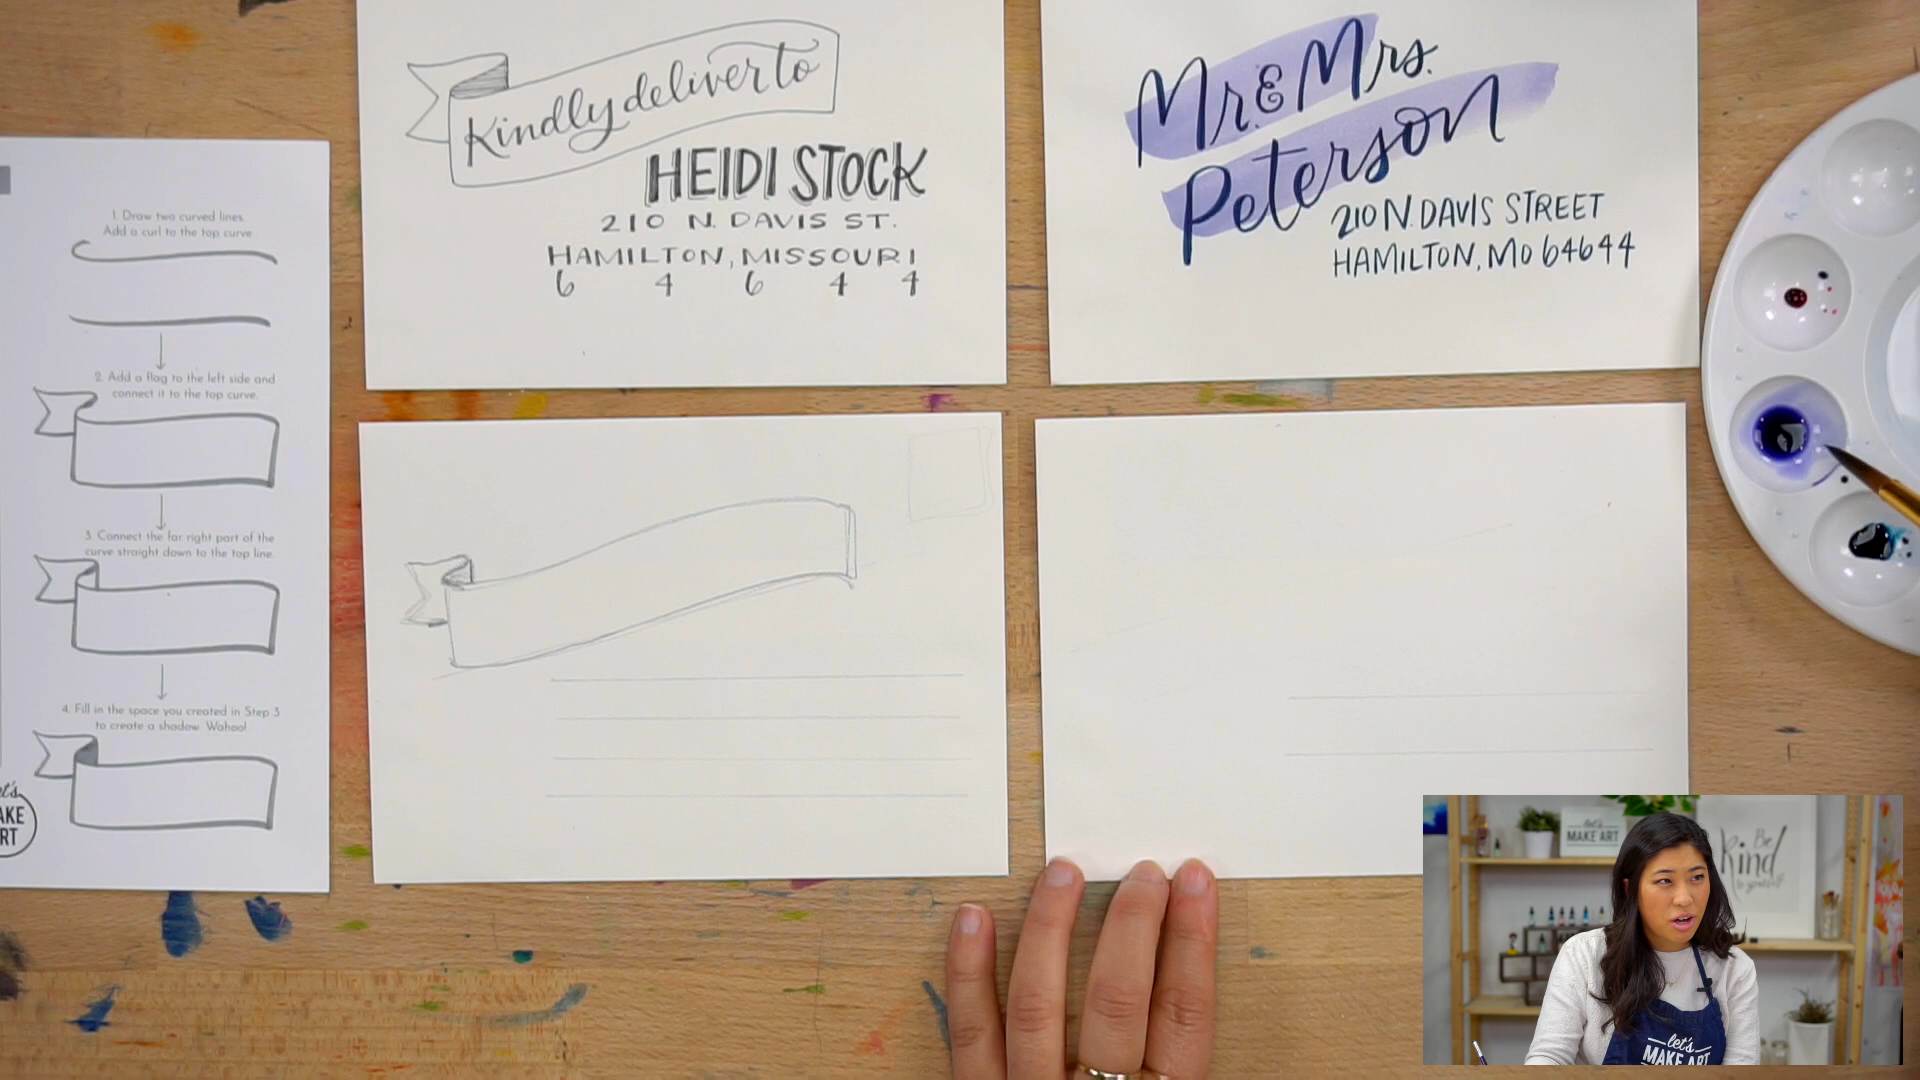 1. Draw two curved lines.
Add a curl to the top curve.
2. Add a flag to the left side and
connect it to the top curve.
3. Connect the far right part of the
curve straight down to the top line.
4. Fill in the space you created in Step 3
to create a shadow. Wahoo!
let's
MAKE
ART
Kindly deliver to
HEIDI STOCK
210 N. DAVIS ST.
HAMILTON, MISSOURI
6 4 6 4 4
Mr. & Mrs.
Peterson
210 N. DAVIS STREET
HAMILTON, MO 64644
let's
MAKE ART
Be
kind
to yourself
let's
MAKE ART